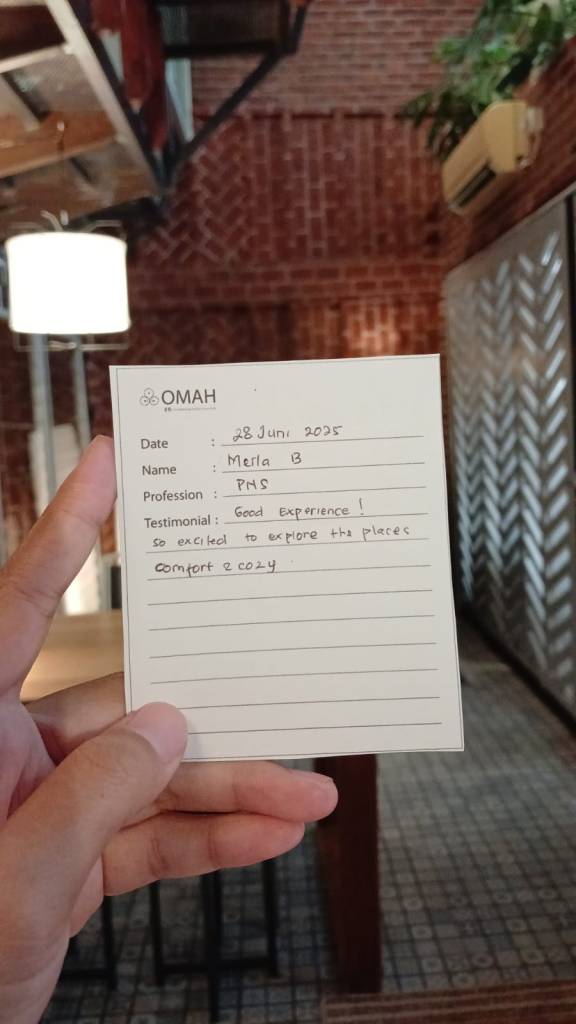 OMAH
Date : 28 Juni 2025
Name : Merla B
Profession : PNS
Testimonial : Good Experience!
so excited to explore the places
comfort & cozy